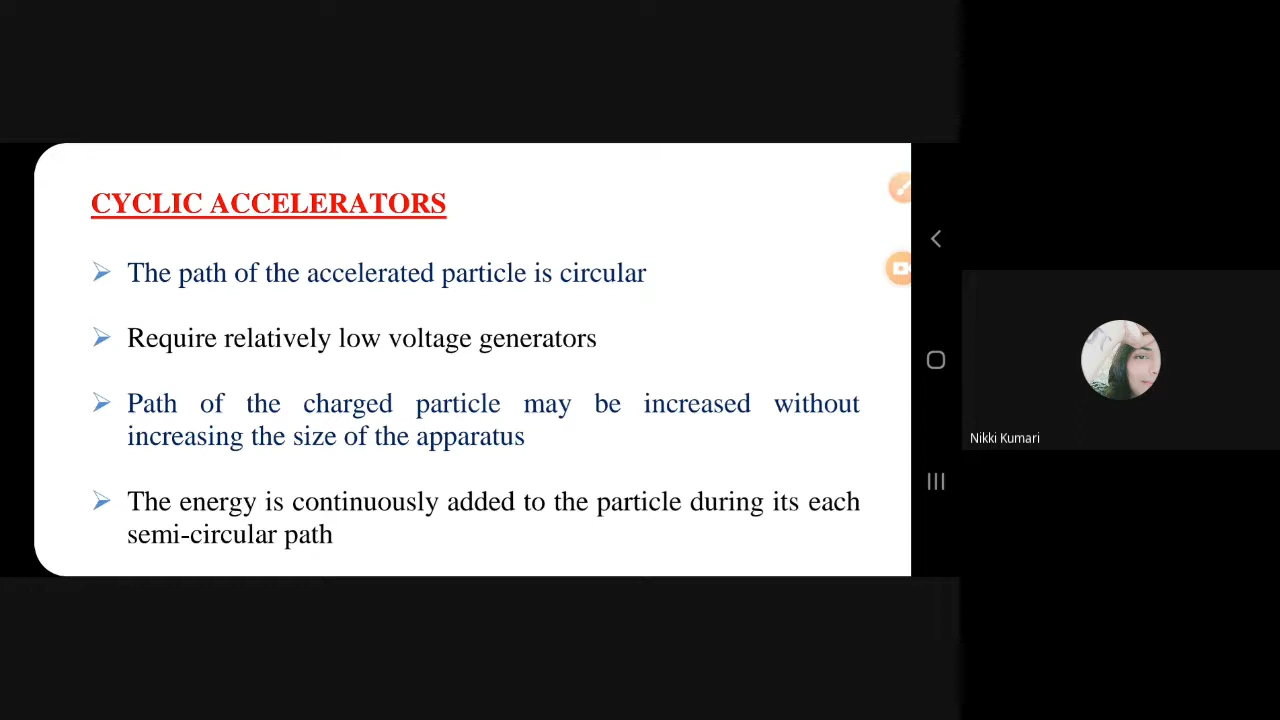 CYCLIC ACCELERATORS
The path of the accelerated particle is circular
Require relatively low voltage generators
Path of the charged particle may be increased without
increasing the size of the apparatus
The energy is continuously added to the particle during its each
semi-circular path
Nikki Kumari